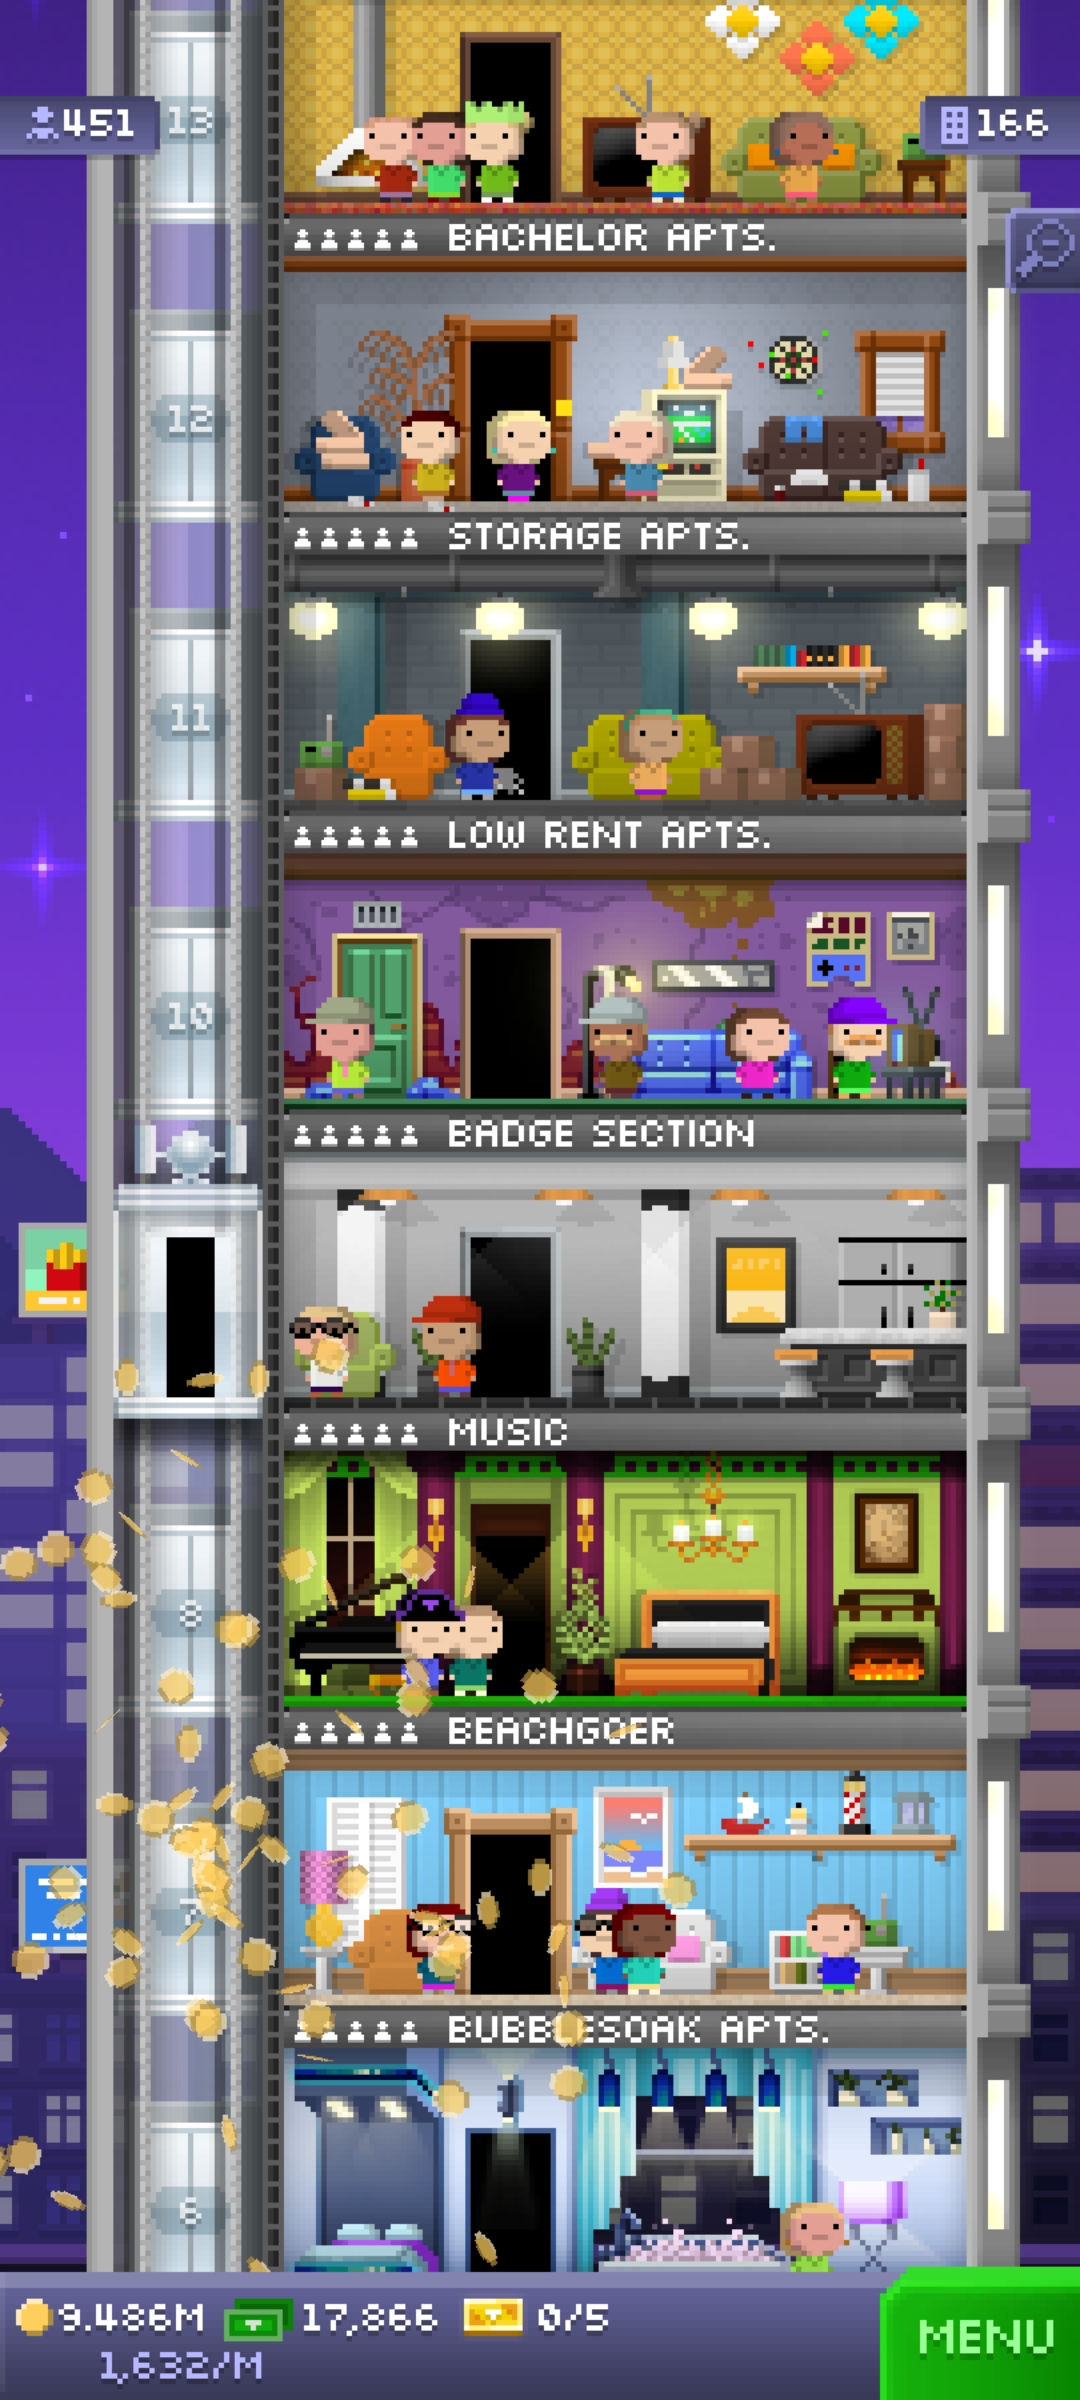 451
13
166
BACHELOR APTS.
12
STORAGE APTS.
11
LOW RENT APTS.
10
BADGE SECTION
MUSIC
8
BEACHGOER
7
BUBBLESOAK APTS.
6
9.486M 17,866 0/5
1,632/M
MENU